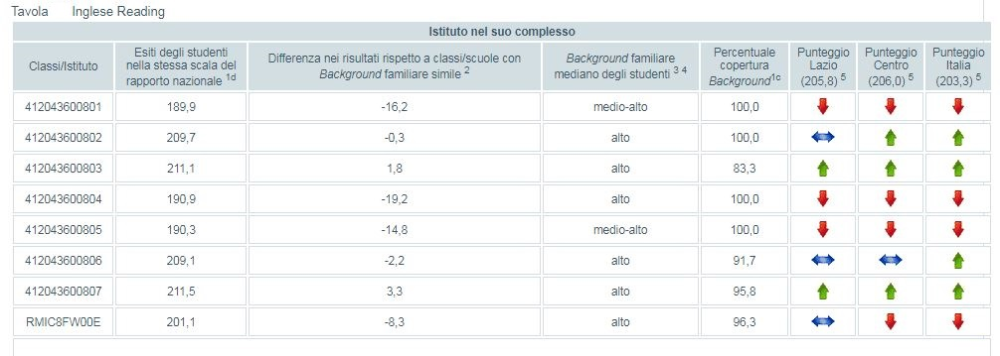 Tavola Inglese Reading
Istituto nel suo complesso
Classi/Istituto
Esiti degli studenti
nella stessa scala del
rapporto nazionale 1d
Differenza nei risultati rispetto a classi/scuole con
Background familiare simile 2
Background familiare
mediano degli studenti 3 4
Percentuale
copertura
Background1c
Punteggio
Lazio
(205,8) 5
Punteggio
Centro
(206,0) 5
Punteggio
Italia
(203,3) 5
412043600801 189,9 -16,2 medio-alto 100,0
412043600802 209,7 -0,3 alto 100,0
412043600803 211,1 1,8 alto 83,3
412043600804 190,9 -19,2 alto 100,0
412043600805 190,3 -14,8 medio-alto 100,0
412043600806 209,1 -2,2 alto 91,7
412043600807 211,5 3,3 alto 95,8
RMIC8FW00E 201,1 -8,3 alto 96,3